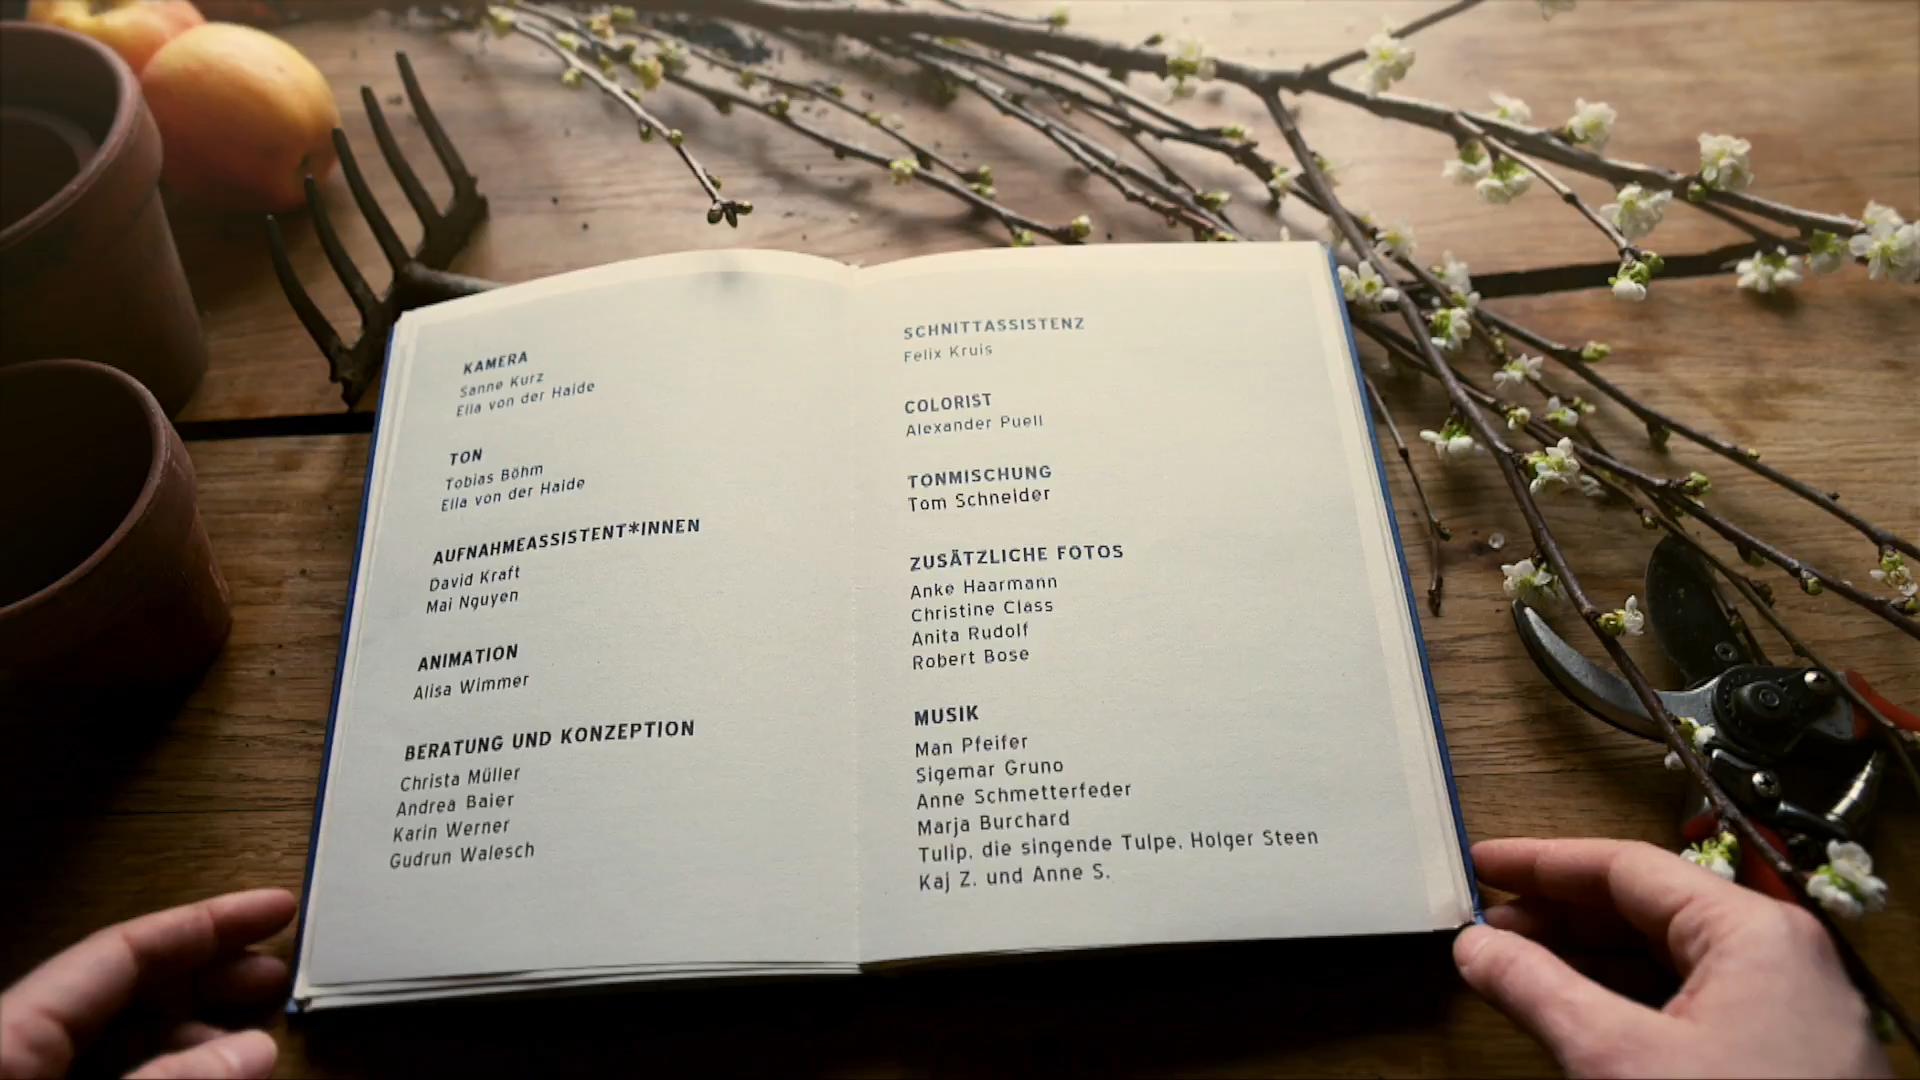 KAMERA
Sanne Kurz
Ella von der Haide
TON
Tobias Böhm
Ella von der Haide
AUFNAHMEASSISTENT*INNEN
David Kraft
Mai Nguyen
ANIMATION
Alisa Wimmer
BERATUNG UND KONZEPTION
Christa Müller
Andrea Baier
Karin Werner
Gudrun Walesch
SCHNITTASSISTENZ
Felix Kruis
COLORIST
Alexander Puell
TONMISCHUNG
Tom Schneider
ZUSÄTZLICHE FOTOS
Anke Haarmann
Christine Class
Anita Rudolf
Robert Bose
MUSIK
Man Pfeifer
Sigemar Gruno
Anne Schmetterfeder
Marja Burchard
Tulip, die singende Tulpe, Holger Steen
Kaj Z. und Anne S.